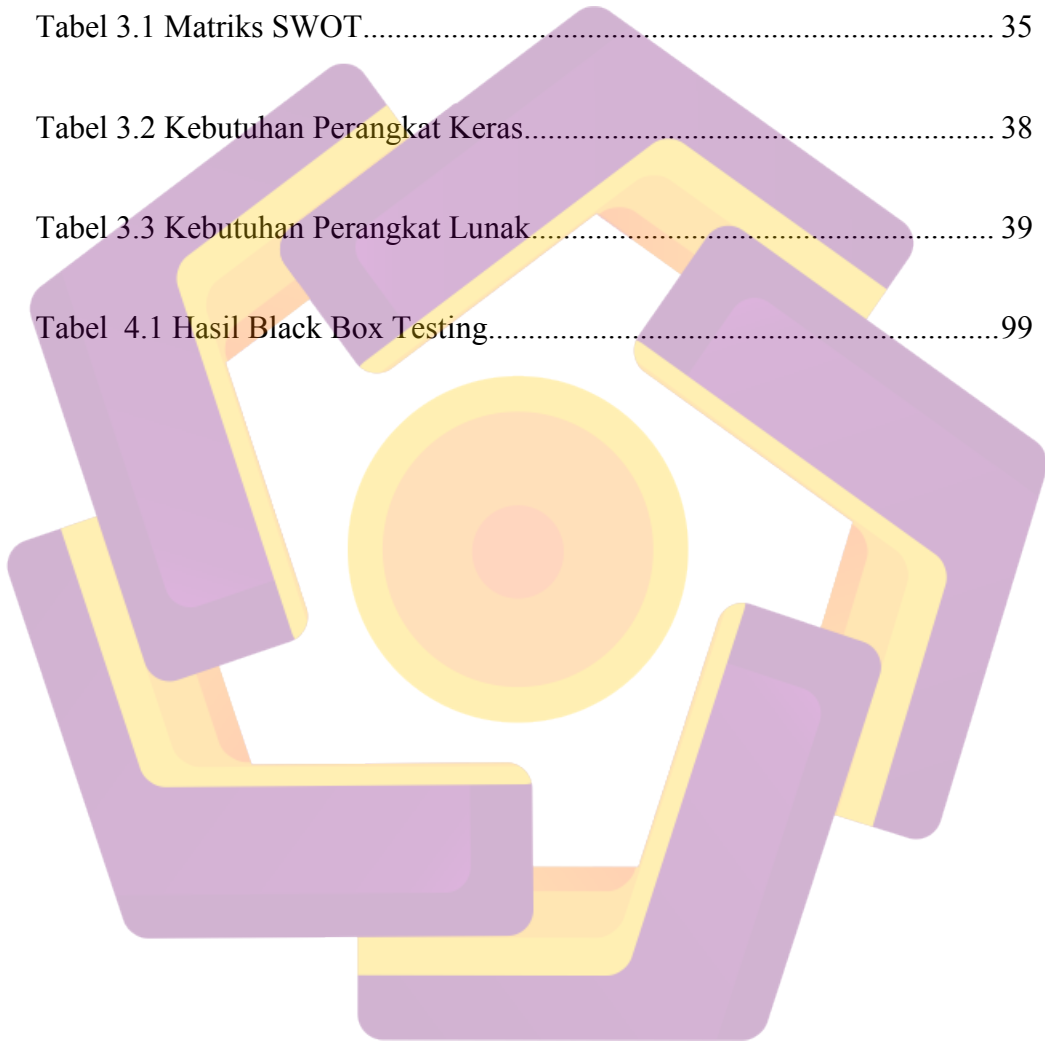 Tabel 3.1 Matriks SWOT................................................................................ 35
Tabel 3.2 Kebutuhan Perangkat Keras............................................................ 38
Tabel 3.3 Kebutuhan Perangkat Lunak........................................................... 39
Tabel  4.1 Hasil Black Box Testing.................................................................99